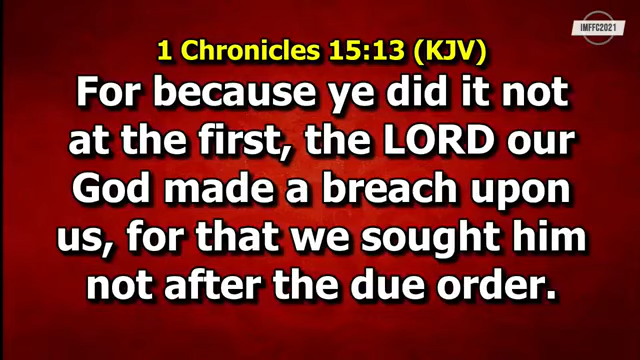 IMFFC2021
1 Chronicles 15:13 (KJV)
For because ye did it not
at the first, the LORD our
God made a breach upon
us, for that we sought him
not after the due order.